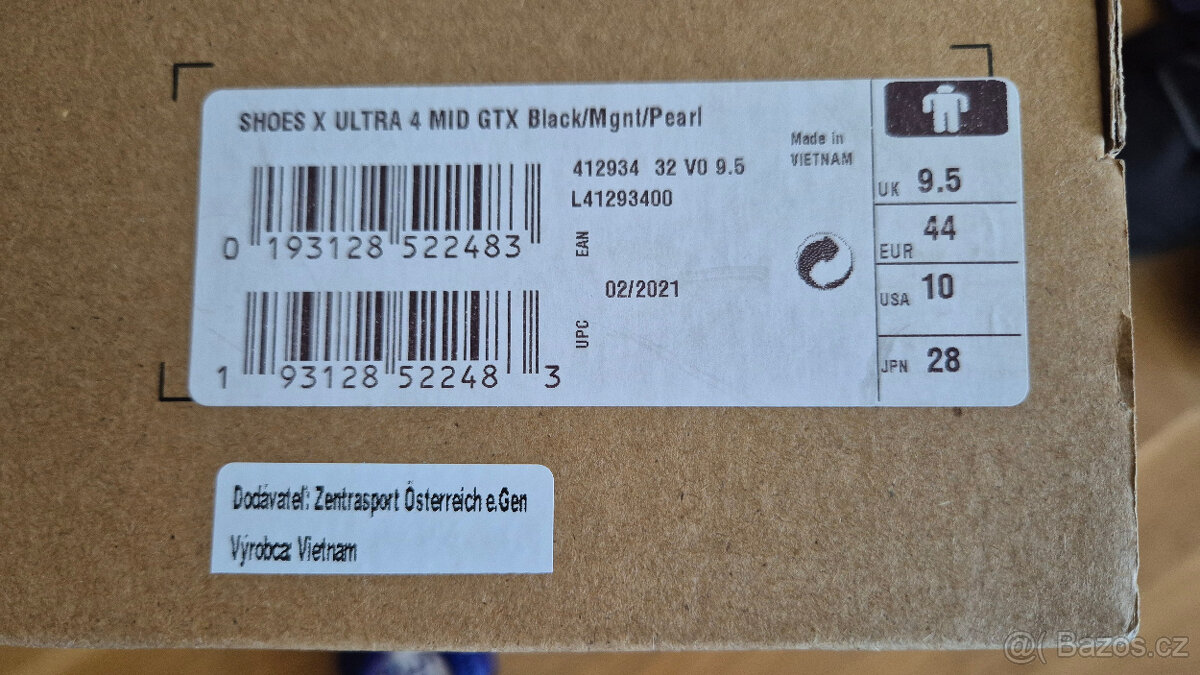 SHOES X ULTRA 4 MID GTX Black/Mgnt/Pearl
412934 32 V0 9.5
L41293400
Made in
VIETNAM
0 193128 522483
EAN
02/2021
1 93128 52248 3
UPC
UK 9.5
EUR 44
USA 10
JPN 28
Dodávateľ: Zentrasport Österreich e.Gen
Výrobca: Vietnam
@( Bazoš.cz